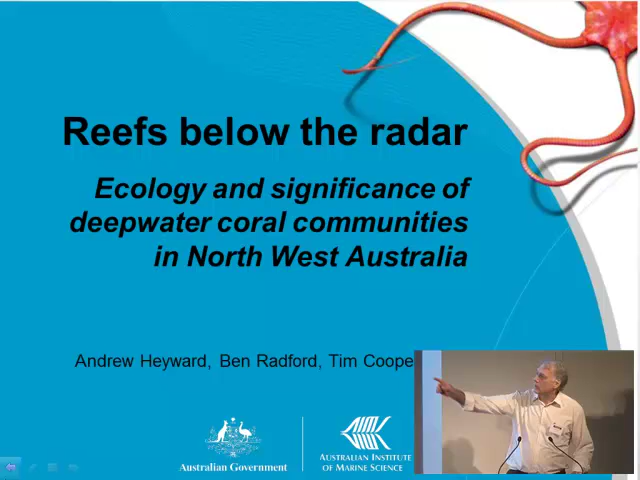 Reefs below the radar
Ecology and significance of
deepwater coral communities
in North West Australia
Andrew Heyward, Ben Radford, Tim Coope
Australian Government
AUSTRALIAN INSTITUTE
OF MARINE SCIENCE